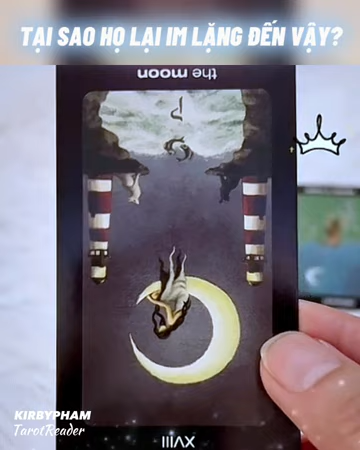 TẠI SAO HỌ LẠI IM LẶNG ĐẾN VẬY?
the moon
KIRBYPHAM
TarotReader
XVIII